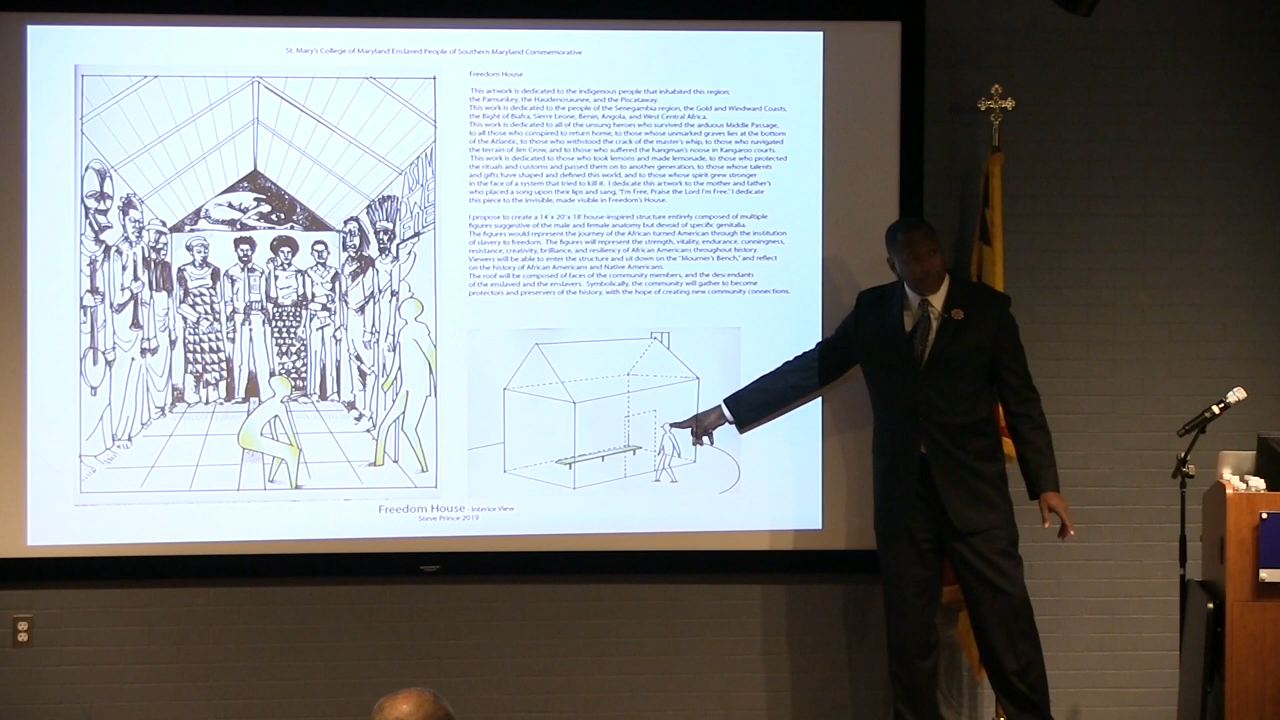 St. Mary's College of Maryland Enslaved People of Southern Maryland Commemorative
Freedom House
This artwork is dedicated to the indigenous people that inhabited this region;
the Pamunkey, the Haudenosaunee, and the Piscataway.
This work is dedicated to the people of the Senegambia region, the Gold and Windward Coasts,
the Bight of Biafra, Sierre Leone, Benin, Angola, and West Central Africa.
This work is dedicated to all of the unsung heroes who survived the arduous Middle Passage,
to all those who conspired to return home, to those whose unmarked graves lies at the bottom
of the Atlantic, to those who withstood the crack of the master's whip, to those who navigated
the terrain of Jim Crow, and to those who suffered the hangman's noose in Kangaroo courts.
This work is dedicated to those who took lemons and made lemonade, to those who protected
the rituals and customs and passed them on to another generation, to those whose talents
and gifts have shaped and defined this world, and to those whose spirit grew stronger
in the face of a system that tried to kill it. I dedicate this artwork to the mother and father's
who placed a song upon their lips and sang, "I'm Free, Praise the Lord I'm Free." I dedicate
this piece to the invisible, made visible in Freedom's House.
I propose to create a 14' x 20' x 18' house-inspired structure entirely composed of multiple
figures suggestive of the male and female anatomy but devoid of specific genitalia.
The figures would represent the journey of the African turned American through the institution
of slavery to freedom. The figures will represent the strength, vitality, endurance, cunningness,
resistance, creativity, brilliance, and resiliency of African Americans throughout history.
Viewers will be able to enter the structure and sit down on the "Mourner's Bench," and reflect
on the history of African Americans and Native Americans.
The roof will be composed of faces of the community members, and the descendants
of the enslaved and the enslavers. Symbolically, the community will gather to become
protectors and preservers of the history, with the hope of creating new community connections.
Freedom House - Interior View
Steve Prince 2019